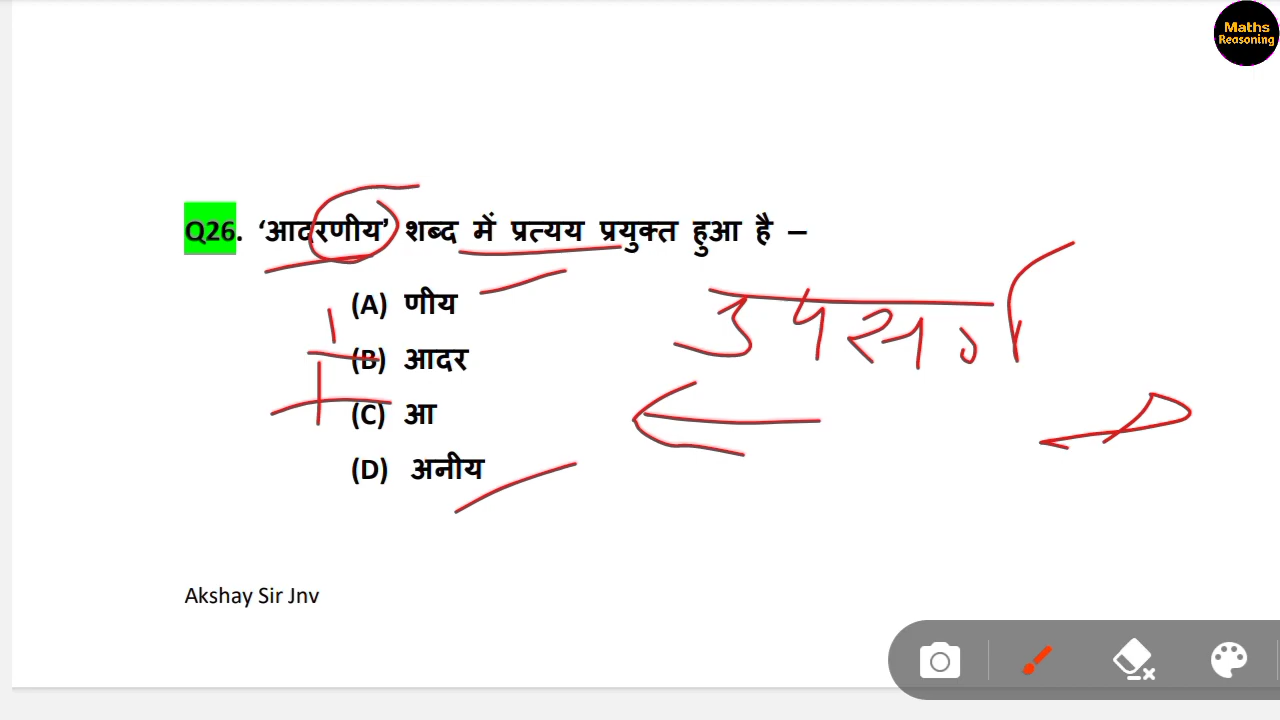 Maths
Reasoning
Q26. ‘आदरणीय’ शब्द में प्रत्यय प्रयुक्त हुआ है –
(A) णीय
(B) आदर
उपसर्ग
(C) आ
(D) अनीय
Akshay Sir Jnv